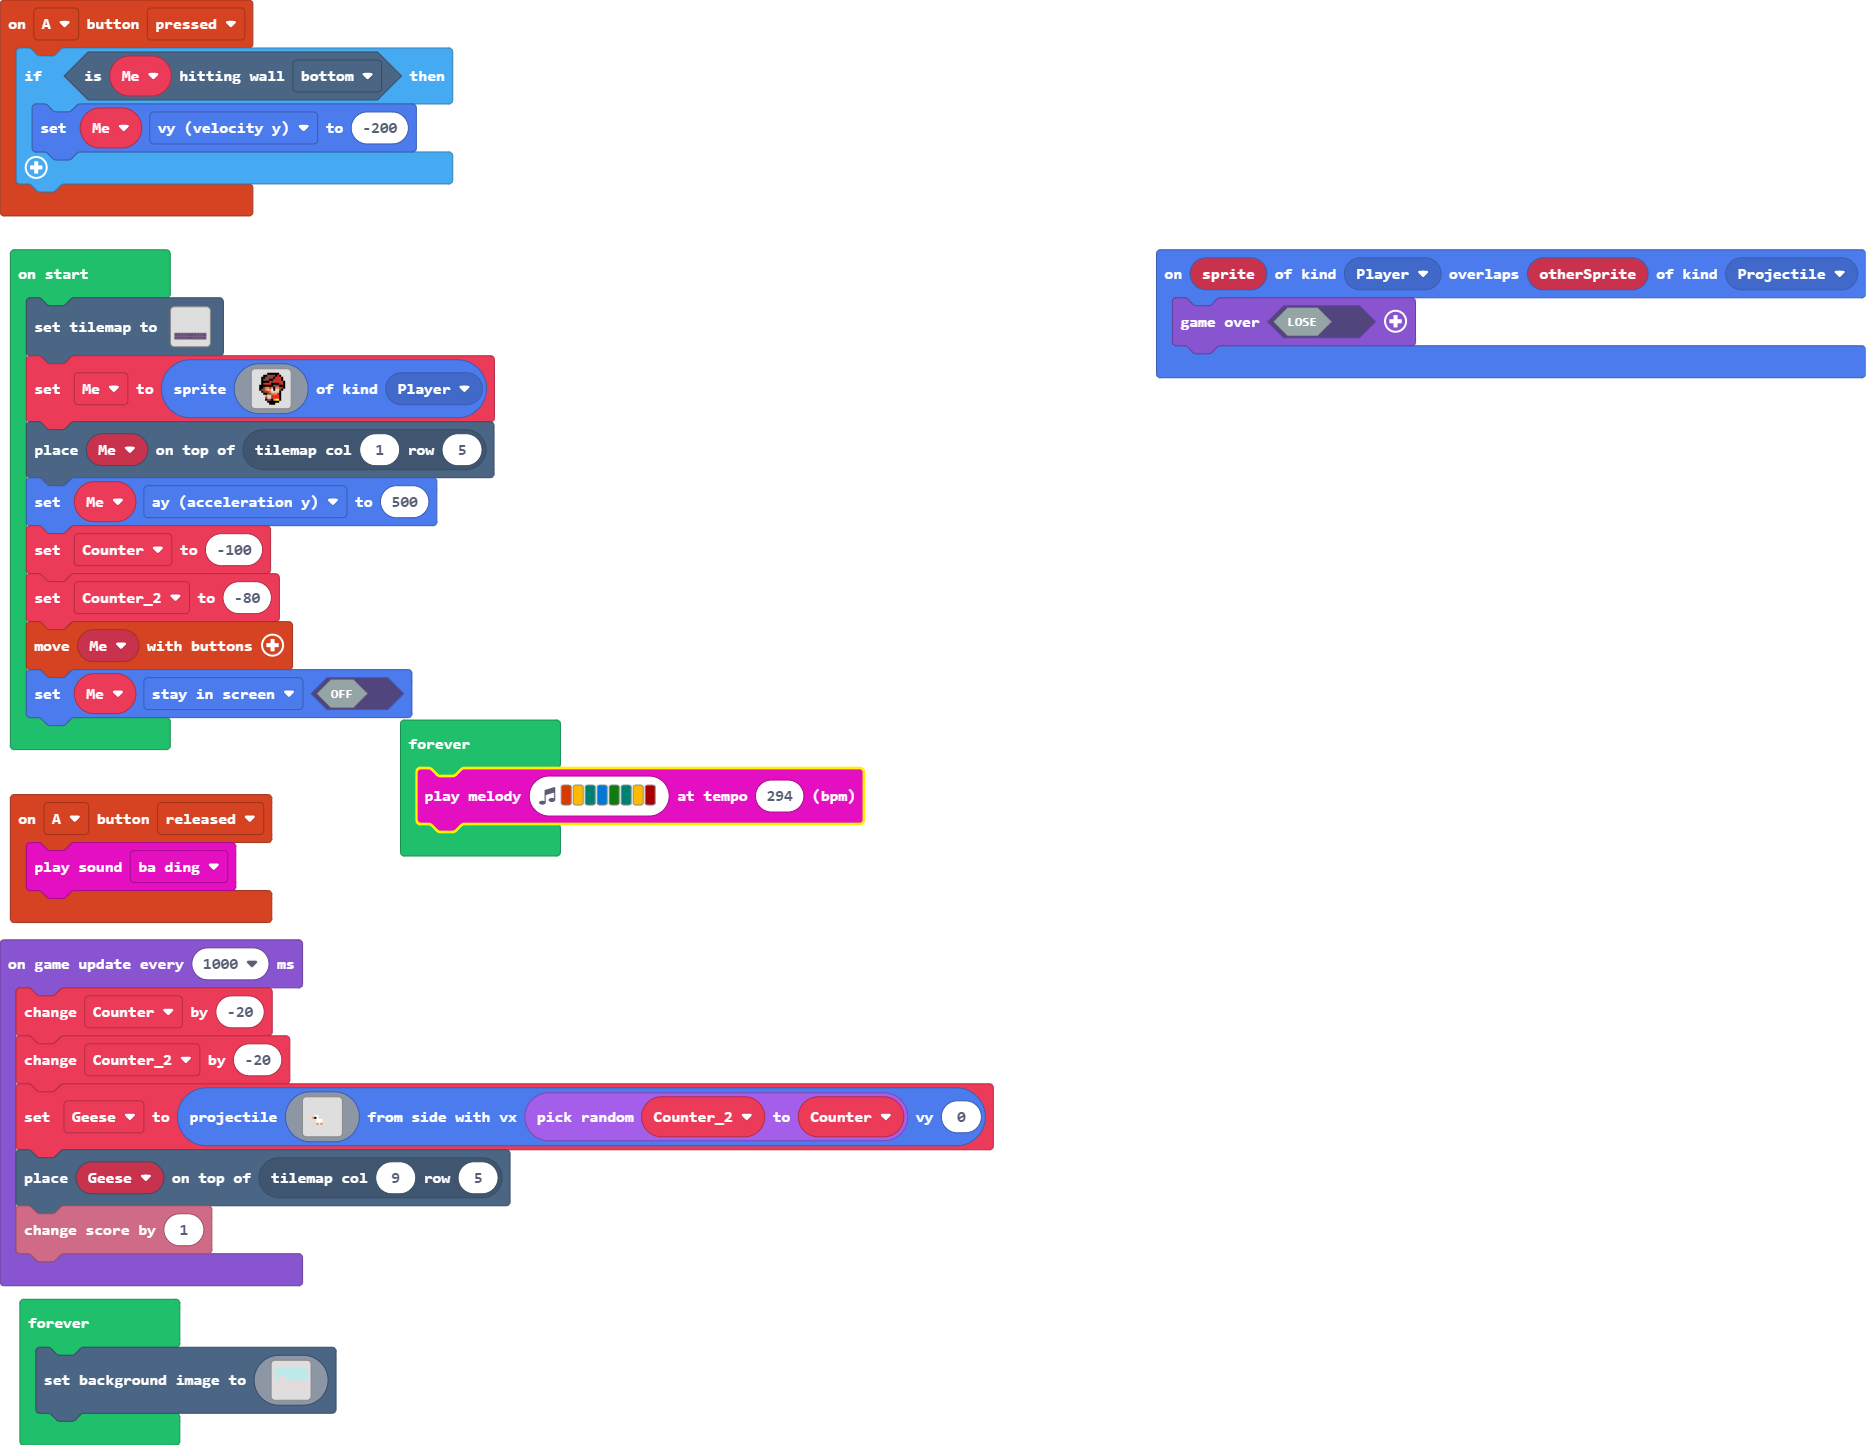 on A button pressed
if is Me hitting wall bottom then
set Me vy (velocity y) to -200
on start
set tilemap to
set Me to sprite of kind Player
place Me on top of tilemap col 1 row 5
set Me ay (acceleration y) to 500
set Counter to -100
set Counter_2 to -80
move Me with buttons
set Me stay in screen OFF
on sprite of kind Player overlaps otherSprite of kind Projectile
game over LOSE
forever
play melody at tempo 294 (bpm)
on A button released
play sound ba ding
on game update every 1000 ms
change Counter by -20
change Counter_2 by -20
set Geese to projectile from side with vx pick random Counter_2 to Counter vy 0
place Geese on top of tilemap col 9 row 5
change score by 1
forever
set background image to